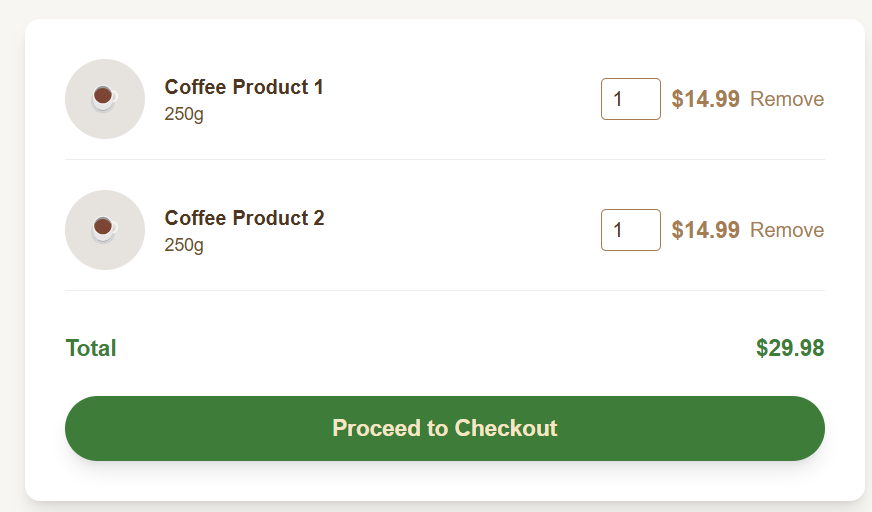 Coffee Product 1
250g
1 $14.99 Remove
Coffee Product 2
250g
1 $14.99 Remove
Total $29.98
Proceed to Checkout